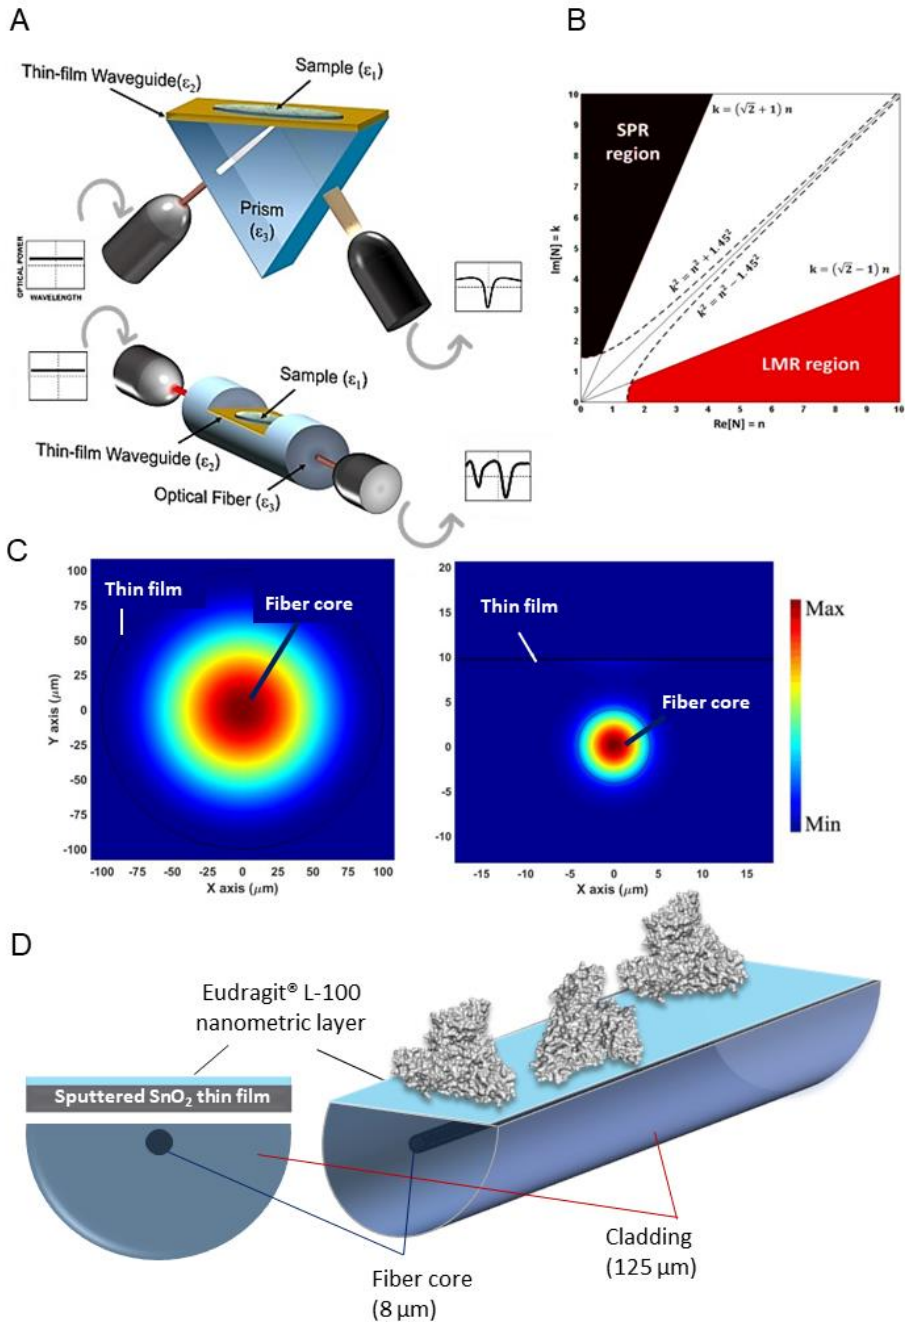 A
Thin-film Waveguide(ε₂)
Sample (ε₁)
Prism
(ε₃)
OPTICAL POWER
WAVELENGTH
Sample (ε₁)
Thin-film Waveguide (ε₂)
Optical Fiber (ε₃)
B
Im[N] = k
10
9
8
7
6
5
4
3
2
1
0
SPR
region
k = (√2 + 1) n
k² = n² + 1.45²
k² = n² − 1.45²
k = (√2 − 1) n
LMR region
0 1 2 3 4 5 6 7 8 9 10
Re[N] = n
C
Y axis (μm)
100
75
50
25
0
-25
-50
-75
-100
Thin film
Fiber core
-100 -75 -50 -25 0 25 50 75 100
X axis (μm)
20
15
10
5
0
-5
-10
Thin film
Fiber core
-15 -10 -5 0 5 10 15
X axis (μm)
Max
Min
D
Eudragit® L-100
nanometric layer
Sputtered SnO₂ thin film
Cladding
(125 μm)
Fiber core
(8 μm)